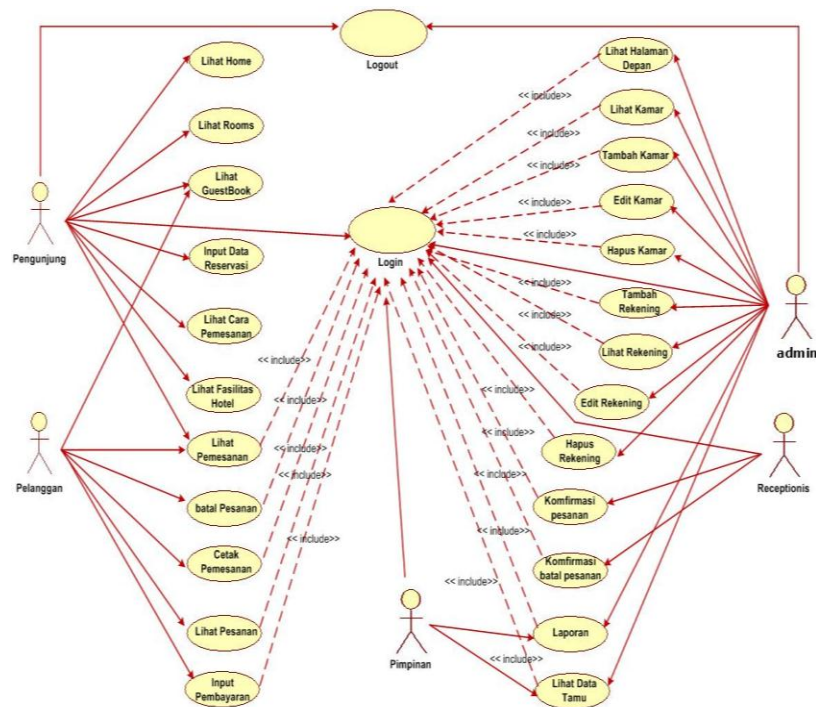 Logout
Lihat Home
Lihat Rooms
Lihat
GuestBook
Pengunjung
Input Data
Reservasi
Lihat Cara
Pemesanan
Lihat Fasilitas
Hotel
Lihat
Pemesanan
Pelanggan
batal Pesanan
Cetak
Pemesanan
Lihat Pesanan
Input
Pembayaran
Login
<< include>>
<< include>>
<< include>>
<< include>>
<< include>>
Lihat Halaman
Depan
<< include>>
Lihat Kamar
<< include>>
Tambah Kamar
<< include>>
Edit Kamar
<< include>>
Hapus Kamar
<< include>>
Tambah
Rekening
<< include>>
Lihat Rekening
<< include>>
Edit Rekening
<< include>>
Hapus
Rekening
<< include>>
Komfirmasi
pesanan
<< include>>
Komfirmasi
batal pesanan
<< include>>
Laporan
<< include>>
Lihat Data
Tamu
<< include>>
Pimpinan
admin
Receptionis